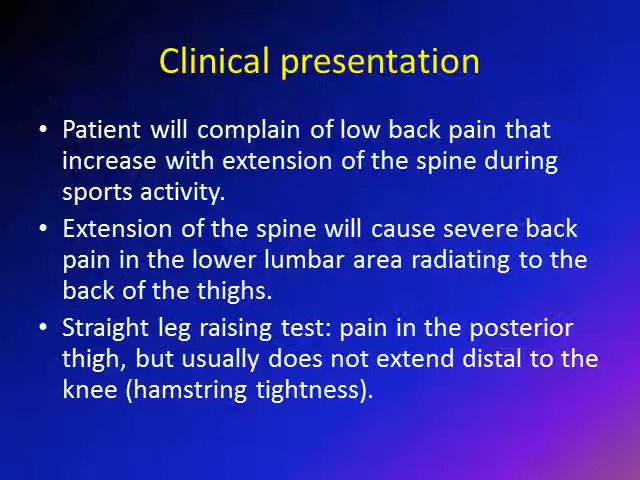 Clinical presentation
• Patient will complain of low back pain that
increase with extension of the spine during
sports activity.
• Extension of the spine will cause severe back
pain in the lower lumbar area radiating to the
back of the thighs.
• Straight leg raising test: pain in the posterior
thigh, but usually does not extend distal to the
knee (hamstring tightness).